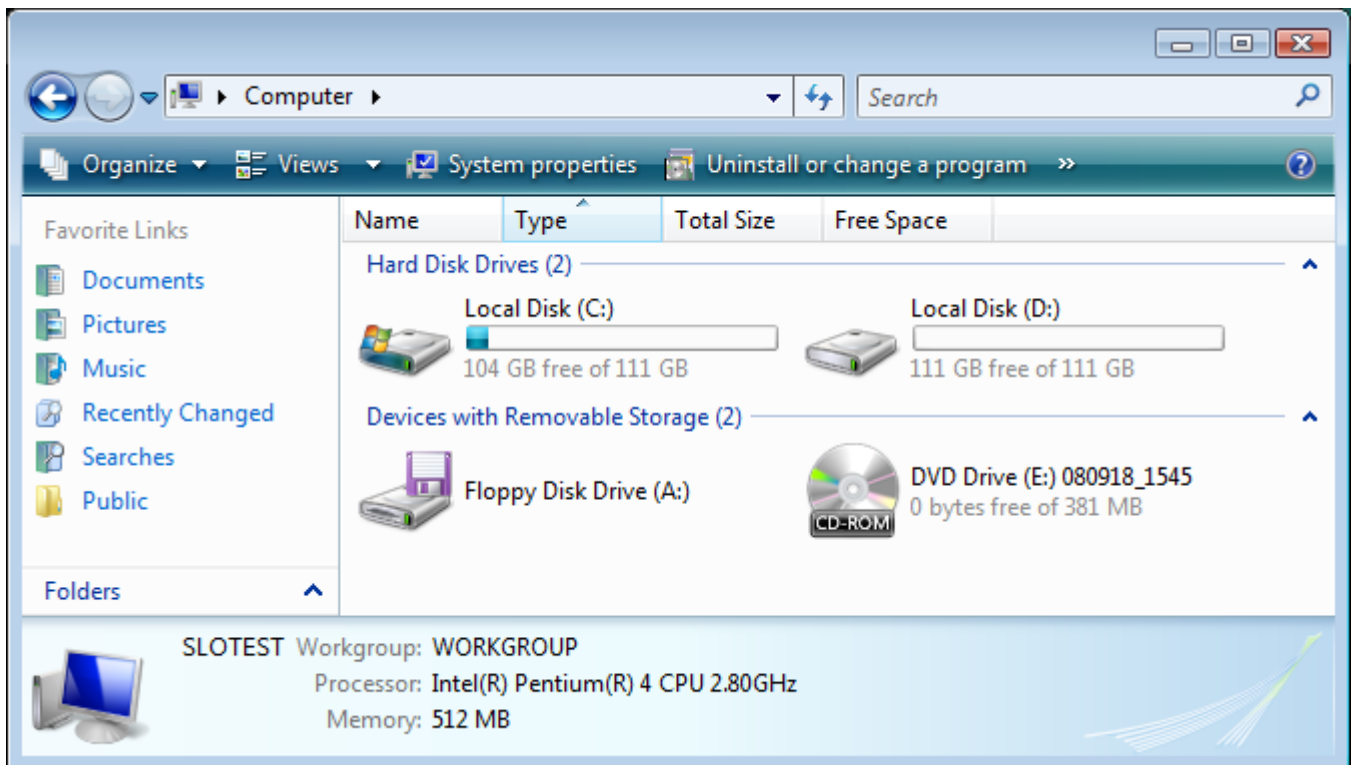 Computer
Search
Organize Views System properties Uninstall or change a program »
Favorite Links
Documents
Pictures
Music
Recently Changed
Searches
Public
Folders
Name Type Total Size Free Space
Hard Disk Drives (2)
Local Disk (C:)
104 GB free of 111 GB
Local Disk (D:)
111 GB free of 111 GB
Devices with Removable Storage (2)
Floppy Disk Drive (A:)
DVD Drive (E:) 080918_1545
0 bytes free of 381 MB
CD-ROM
SLOTEST Workgroup: WORKGROUP
Processor: Intel(R) Pentium(R) 4 CPU 2.80GHz
Memory: 512 MB